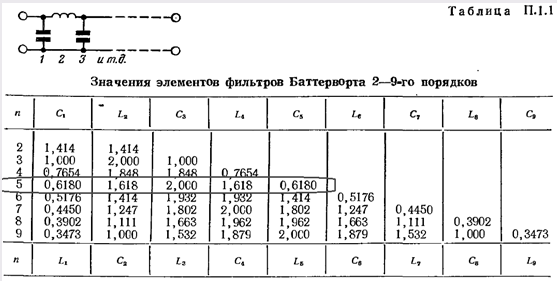 Таблица П.1.1
1 2 3 и т.д.
Значения элементов фильтров Баттерворта 2—9-го порядков
n C₁ L₂ C₃ L₄ C₅ L₆ C₇ L₈ C₉
2 1,414 1,414
3 1,000 2,000 1,000
4 0,7654 1,848 1,848 0,7654
5 0,6180 1,618 2,000 1,618 0,6180
6 0,5176 1,414 1,932 1,932 1,414 0,5176
7 0,4450 1,247 1,802 2,000 1,802 1,247 0,4450
8 0,3902 1,111 1,663 1,962 1,962 1,663 1,111 0,3902
9 0,3473 1,000 1,532 1,879 2,000 1,879 1,532 1,000 0,3473
n L₁ C₂ L₃ C₄ L₅ C₆ L₇ C₈ L₉